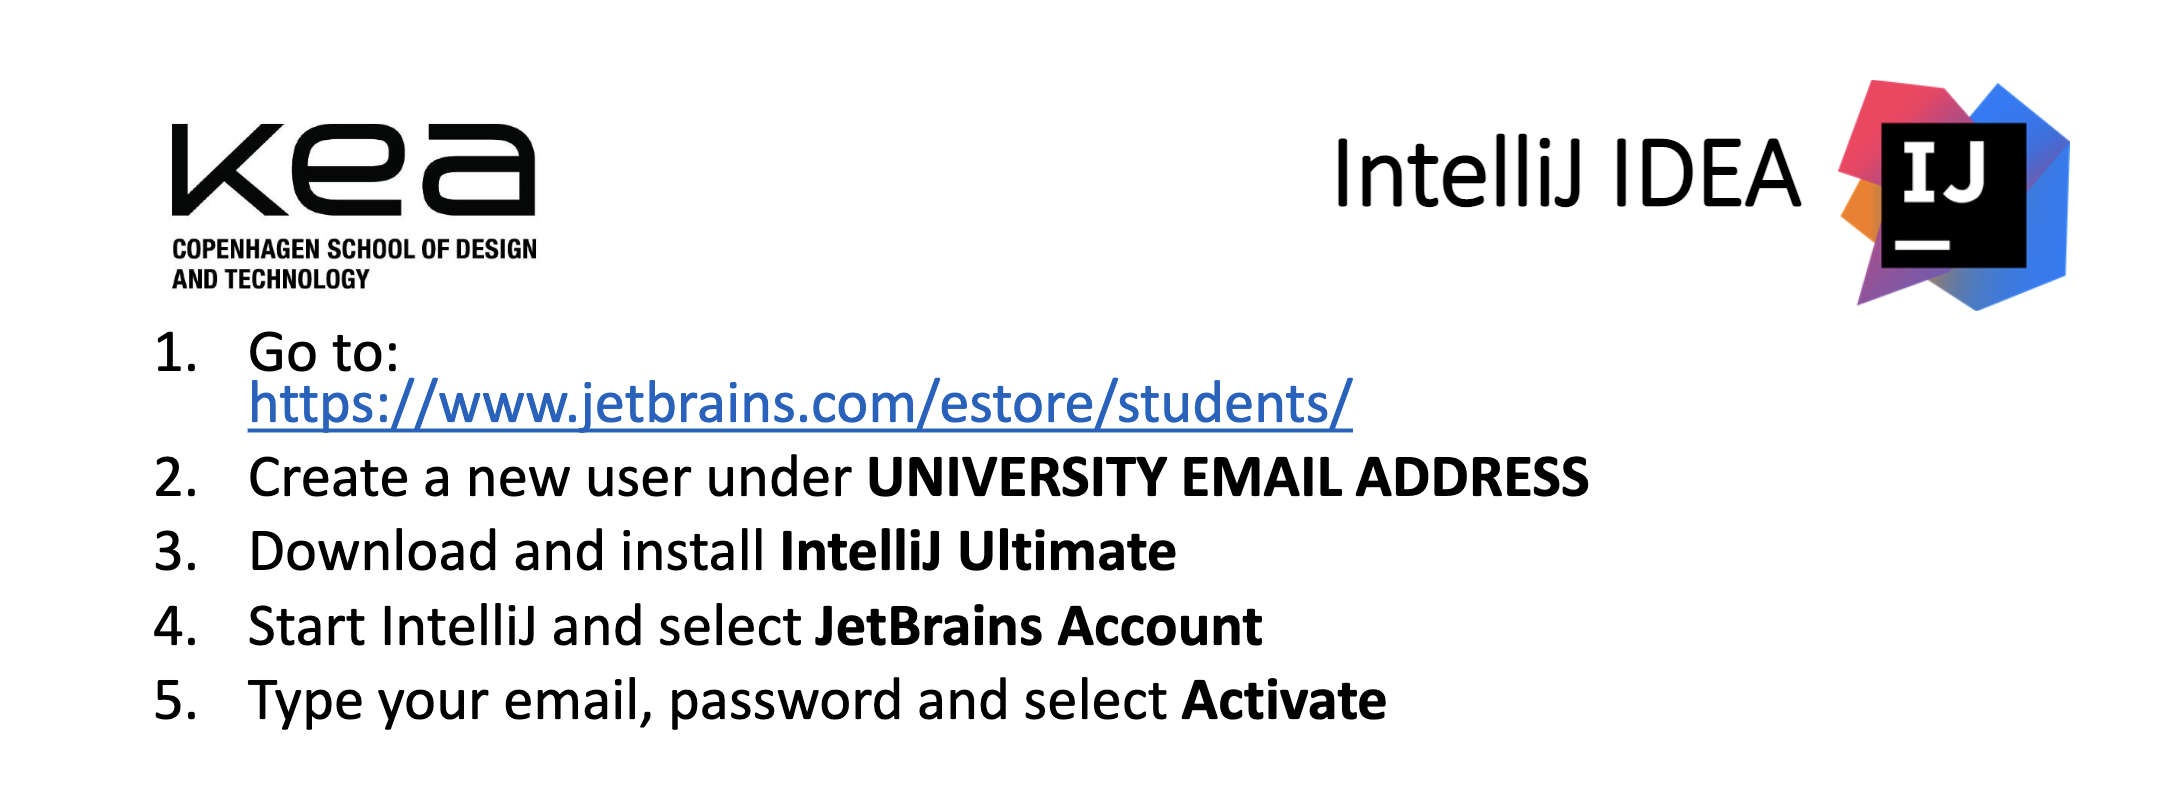 kea
COPENHAGEN SCHOOL OF DESIGN
AND TECHNOLOGY
IntelliJ IDEA
IJ
1. Go to:
https://www.jetbrains.com/estore/students/
2. Create a new user under UNIVERSITY EMAIL ADDRESS
3. Download and install IntelliJ Ultimate
4. Start IntelliJ and select JetBrains Account
5. Type your email, password and select Activate